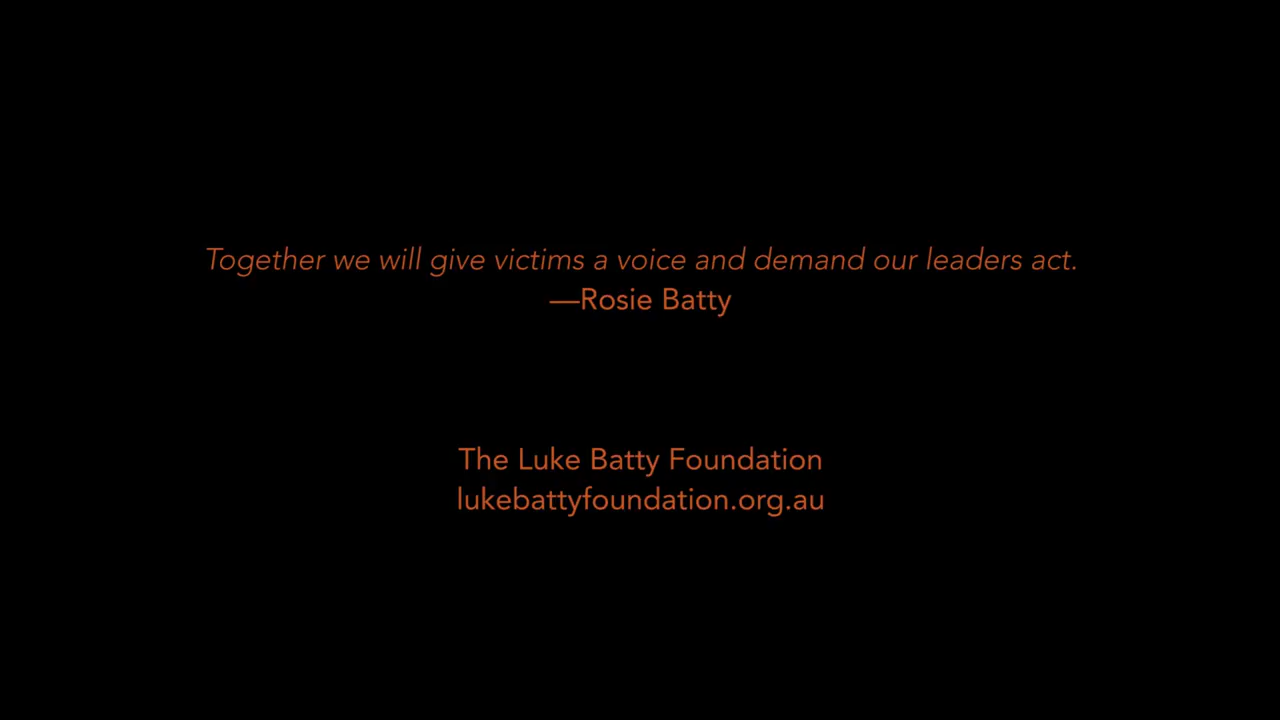 Together we will give victims a voice and demand our leaders act.
—Rosie Batty
The Luke Batty Foundation
lukebattyfoundation.org.au